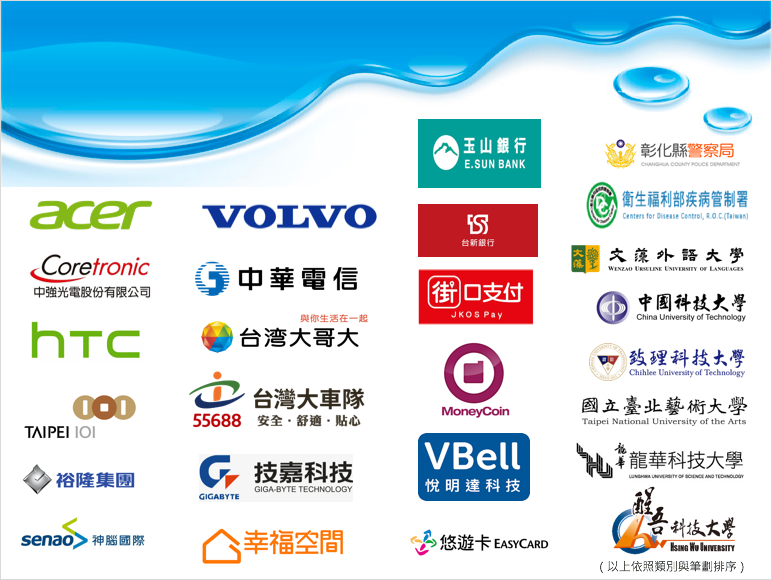 acer
Coretronic
中強光電股份有限公司
hTC
TAIPEI 101
裕隆集團
senao 神腦國際
VOLVO
中華電信
與你生活在一起
台灣大哥大
55688
台灣大車隊
安全・舒適・貼心
GIGABYTE
技嘉科技
GIGA-BYTE TECHNOLOGY
幸福空間
玉山銀行
E.SUN BANK
台新銀行
街口支付
JKOS Pay
MoneyCoin
VBell
悅明達科技
悠遊卡 EASYCARD
彰化縣警察局
CHANGHUA COUNTY POLICE DEPARTMENT
衛生福利部疾病管制署
Centers for Disease Control, R.O.C.(Taiwan)
文藻
文藻外語大學
WENZAO URSULINE UNIVERSITY OF LANGUAGES
中國科技大學
China University of Technology
致理科技大學
Chihlee University of Technology
國立臺北藝術大學
Taipei National University of the Arts
龍華
龍華科技大學
LUNGHWA UNIVERSITY OF SCIENCE AND TECHNOLOGY
醒吾科技大學
HSING WU UNIVERSITY
( 以上依照類別與筆劃排序 )